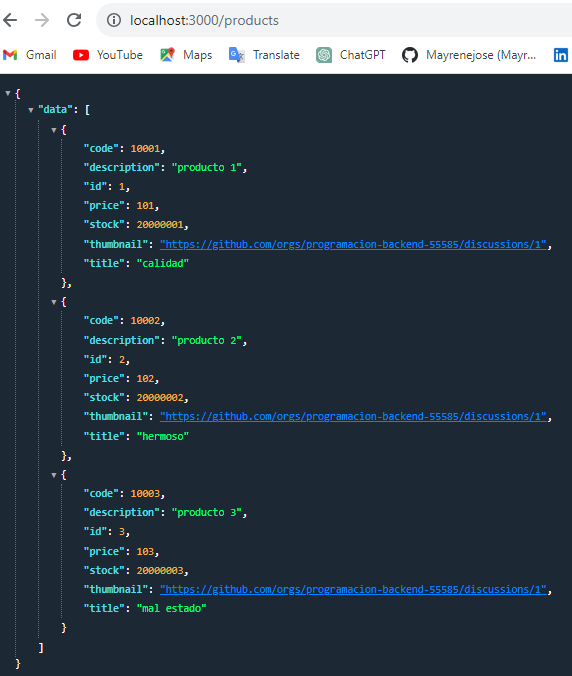 localhost:3000/products
Gmail YouTube Maps Translate ChatGPT Mayrenejose (Mayr...
{
"data": [
{
"code": 10001,
"description": "producto 1",
"id": 1,
"price": 101,
"stock": 20000001,
"thumbnail": "https://github.com/orgs/programacion-backend-55585/discussions/1",
"title": "calidad"
},
{
"code": 10002,
"description": "producto 2",
"id": 2,
"price": 102,
"stock": 20000002,
"thumbnail": "https://github.com/orgs/programacion-backend-55585/discussions/1",
"title": "hermoso"
},
{
"code": 10003,
"description": "producto 3",
"id": 3,
"price": 103,
"stock": 20000003,
"thumbnail": "https://github.com/orgs/programacion-backend-55585/discussions/1",
"title": "mal estado"
}
]
}